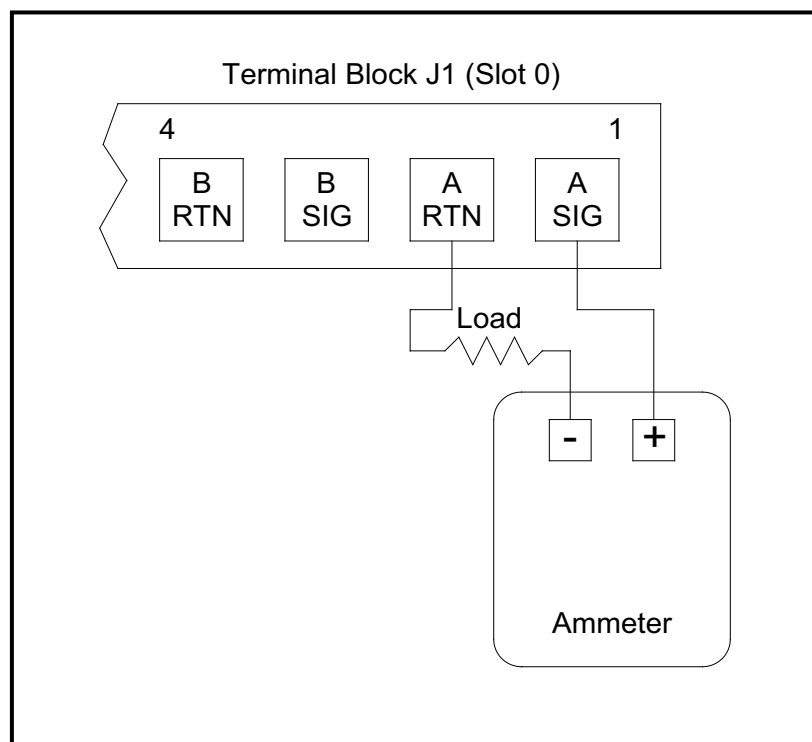 Terminal Block J1 (Slot 0)
4 1
B B A A
RTN SIG RTN SIG
Load
- +
Ammeter